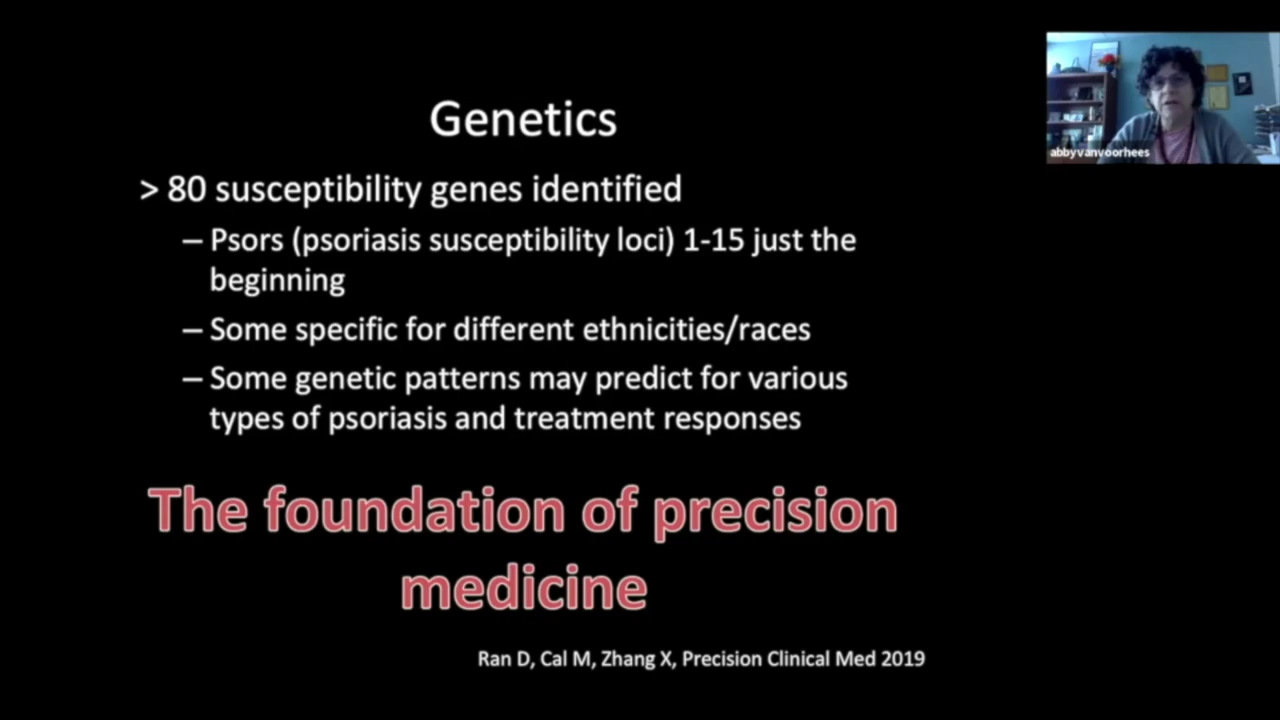 Genetics
abbyvanvoorhees
> 80 susceptibility genes identified
– Psors (psoriasis susceptibility loci) 1-15 just the
beginning
– Some specific for different ethnicities/races
– Some genetic patterns may predict for various
types of psoriasis and treatment responses
The foundation of precision
medicine
Ran D, Cal M, Zhang X, Precision Clinical Med 2019